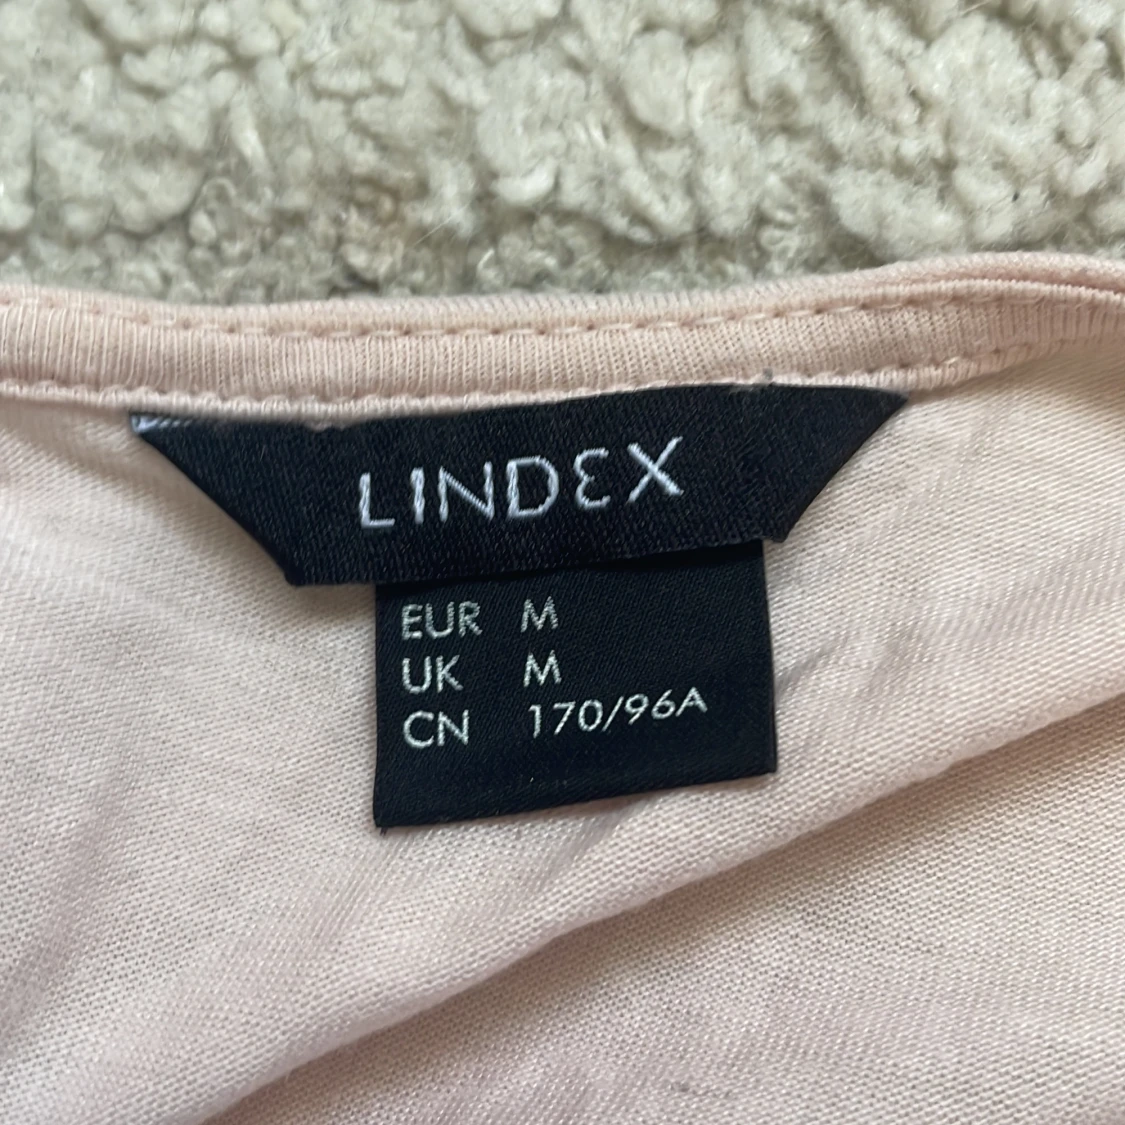 LINDEX
EUR M
UK M
CN 170/96A